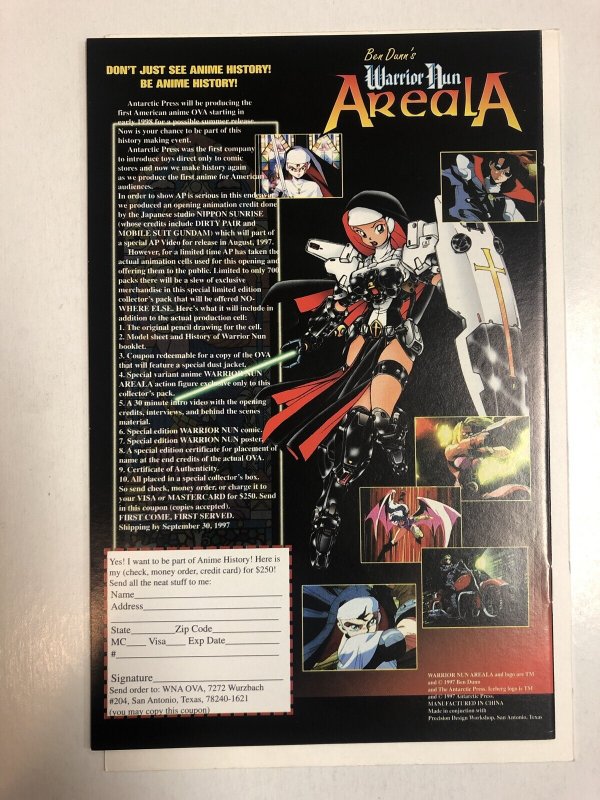 DON'T JUST SEE ANIME HISTORY!
BE ANIME HISTORY!
Antarctic Press will be producing the
first American anime OVA starting in
early 1998 for a possible summer release.
Now is your chance to be part of this
history making event.
Antarctic Press was the first company
to introduce toys direct only to comic
stores and now we make history again
as we produce the first anime for American
audiences.
In order to show AP is serious in this endeavor
we produced an opening animation credit done
by the Japanese studio NIPPON SUNRISE
(whose credits include DIRTY PAIR and
MOBILE SUIT GUNDAM) which will part of
a special AP Video for release in August, 1997.
However, for a limited time AP has taken the
actual animation cells used for this opening and
offering them to the public. Limited to only 700
packs there will be a slew of exclusive
merchandise in this special limited edition
collector's pack that will be offered NO-
WHERE ELSE. Here's what it will include in
addition to the actual production cell:
1. The original pencil drawing for the cell.
2. Model sheet and History of Warrior Nun
booklet.
3. Coupon redeemable for a copy of the OVA
that will feature a special dust jacket.
4. Special variant anime WARRIOR NUN
AREALA action figure exclusive only to this
collector's pack.
5. A 30 minute intro video with the opening
credits, interviews, and behind the scenes
material.
6. Special edition WARRIOR NUN comic.
7. Special edition WARRIOR NUN poster.
8. A special edition certificate for placement of
name at the end credits of the actual OVA.
9. Certificate of Authenticity.
10. All placed in a special collector's box.
So send check, money order, or charge it to
your VISA or MASTERCARD for $250. Send
in this coupon (copies accepted).
FIRST COME, FIRST SERVED.
Shipping by September 30, 1997
Yes! I want to be part of Anime History! Here is
my (check, money order, credit card) for $250!
Send all the neat stuff to me:
Name
Address
State Zip Code
MC Visa Exp Date
#
Signature
Send order to: WNA OVA, 7272 Wurzbach
#204, San Antonio, Texas, 78240-1621
(you may copy this coupon)
Ben Dunn's
Warrior Nun
AREALA
WARRIOR NUN AREALA and logo are TM
and © 1997 Ben Dunn
and The Antarctic Press. Iceberg logo is TM
and © 1997 Antarctic Press.
MANUFACTURED IN CHINA
Made in conjunction with
Precision Design Workshop, San Antonio, Texas